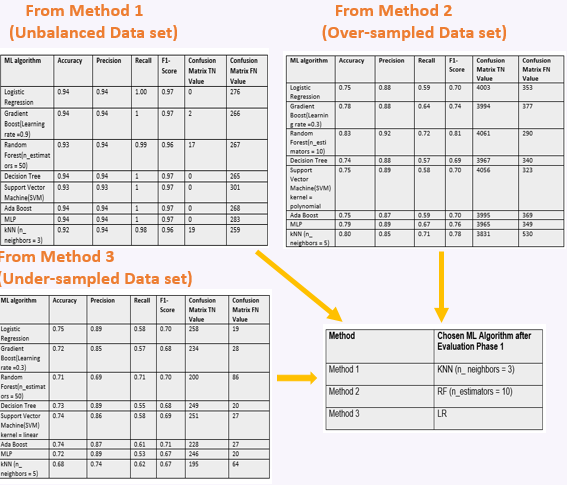 From Method 1
(Unbalanced Data set)
ML algorithm Accuracy Precision Recall F1-Score Confusion Matrix TN Value Confusion Matrix FN Value
Logistic Regression 0.94 0.94 1.00 0.97 0 276
Gradient Boost(Learning rate =0.9) 0.94 0.94 1 0.97 2 266
Random Forest(n_estimators = 50) 0.93 0.94 0.99 0.96 17 267
Decision Tree 0.94 0.94 1 0.97 0 265
Support Vector Machine(SVM) 0.93 0.93 1 0.97 0 301
Ada Boost 0.94 0.94 1 0.97 0 268
MLP 0.94 0.94 1 0.97 0 283
kNN (n_ neighbors = 3) 0.92 0.94 0.98 0.96 19 259
From Method 2
(Over-sampled Data set)
ML algorithm Accuracy Precision Recall F1-Score Confusion Matrix TN Value Confusion Matrix FN Value
Logistic Regression 0.75 0.88 0.59 0.70 4003 353
Gradient Boost(Learning rate =0.3) 0.78 0.88 0.64 0.74 3994 377
Random Forest(n_estimators = 10) 0.83 0.92 0.72 0.81 4061 290
Decision Tree 0.74 0.88 0.57 0.69 3967 340
Support Vector Machine(SVM) kernel = polynomial 0.75 0.89 0.58 0.70 4056 323
Ada Boost 0.75 0.87 0.59 0.70 3995 369
MLP 0.79 0.89 0.67 0.76 3965 349
kNN (n_ neighbors = 5) 0.80 0.85 0.71 0.78 3831 530
From Method 3
(Under-sampled Data set)
ML algorithm Accuracy Precision Recall F1-Score Confusion Matrix TN Value Confusion Matrix FN Value
Logistic Regression 0.75 0.89 0.58 0.70 258 19
Gradient Boost(Learning rate =0.3) 0.72 0.85 0.57 0.68 234 28
Random Forest(n_estimators = 50) 0.71 0.69 0.71 0.70 200 86
Decision Tree 0.73 0.89 0.55 0.68 249 20
Support Vector Machine(SVM) kernel = linear 0.74 0.86 0.58 0.69 251 27
Ada Boost 0.74 0.87 0.61 0.71 228 27
MLP 0.72 0.89 0.53 0.67 246 20
kNN (n_ neighbors = 5) 0.68 0.74 0.62 0.67 195 64
Method Chosen ML Algorithm after Evaluation Phase 1
Method 1 KNN (n_ neighbors = 3)
Method 2 RF (n_estimators = 10)
Method 3 LR